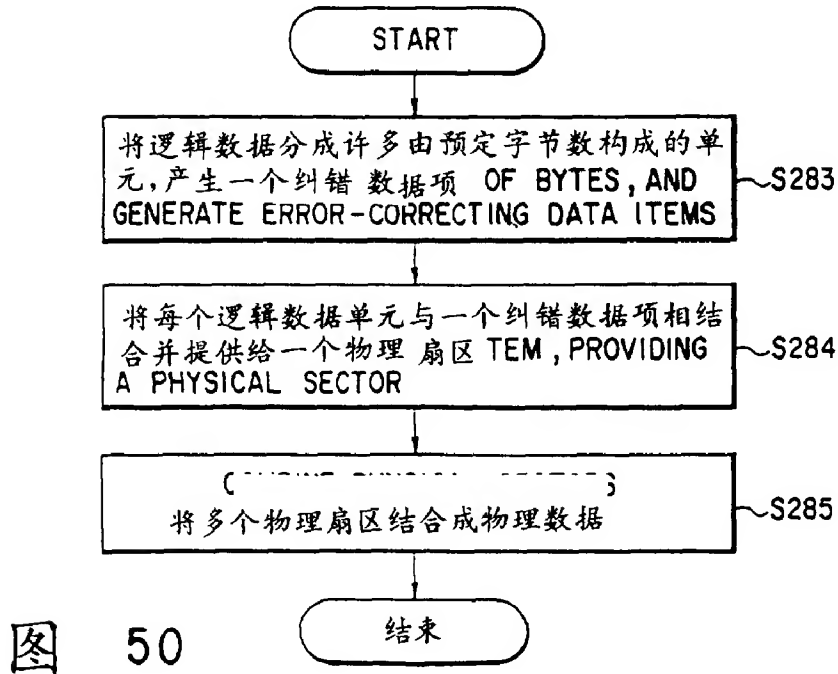 START
将逻辑数据分成许多由预定字节数构成的单
元,产生一个纠错数据项 OF BYTES, AND
GENERATE ERROR-CORRECTING DATA ITEMS
S283
将每个逻辑数据单元与一个纠错数据项相结
合并提供给一个物理扇区 TEM, PROVIDING
A PHYSICAL SECTOR
S284
将多个物理扇区结合成物理数据
S285
结束
图 50